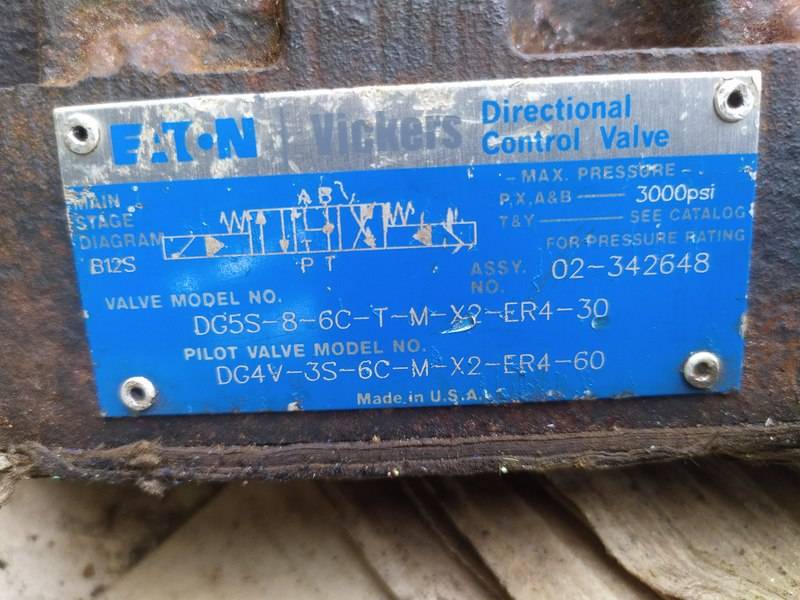 EATON Vickers Directional
Control Valve
- MAX. PRESSURE -
P,X,A&B — 3000psi
T&Y — SEE CATALOG
FOR PRESSURE RATING
MAIN
STAGE
DIAGRAM
B12S
A B
P T
ASSY. NO. 02-342648
VALVE MODEL NO.
DG5S-8-6C-T-M-X2-ER4-30
PILOT VALVE MODEL NO.
DG4V-3S-6C-M-X2-ER4-60
Made in U.S.A.